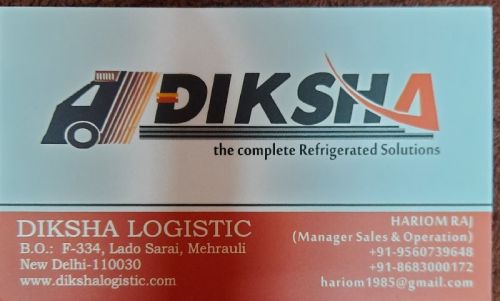 DIKSHA
the complete Refrigerated Solutions
DIKSHA LOGISTIC
B.O.: F-334, Lado Sarai, Mehrauli
New Delhi-110030
www.dikshalogistic.com
HARIOM RAJ
(Manager Sales & Operation)
+91-9560739648
+91-8683000172
hariom1985@gmail.com